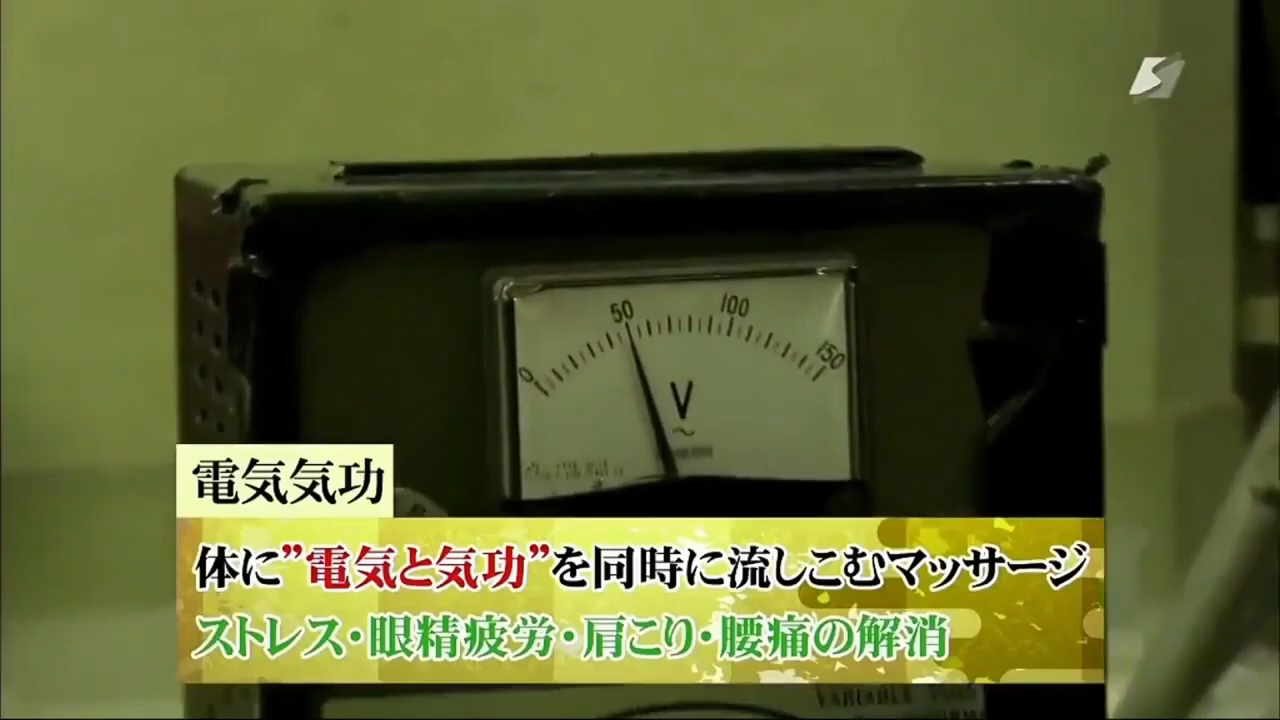 50
100
0
150
V
電気気功
体に”電気と気功”を同時に流しこむマッサージ
ストレス・眼精疲労・肩こり・腰痛の解消
VARIABLE